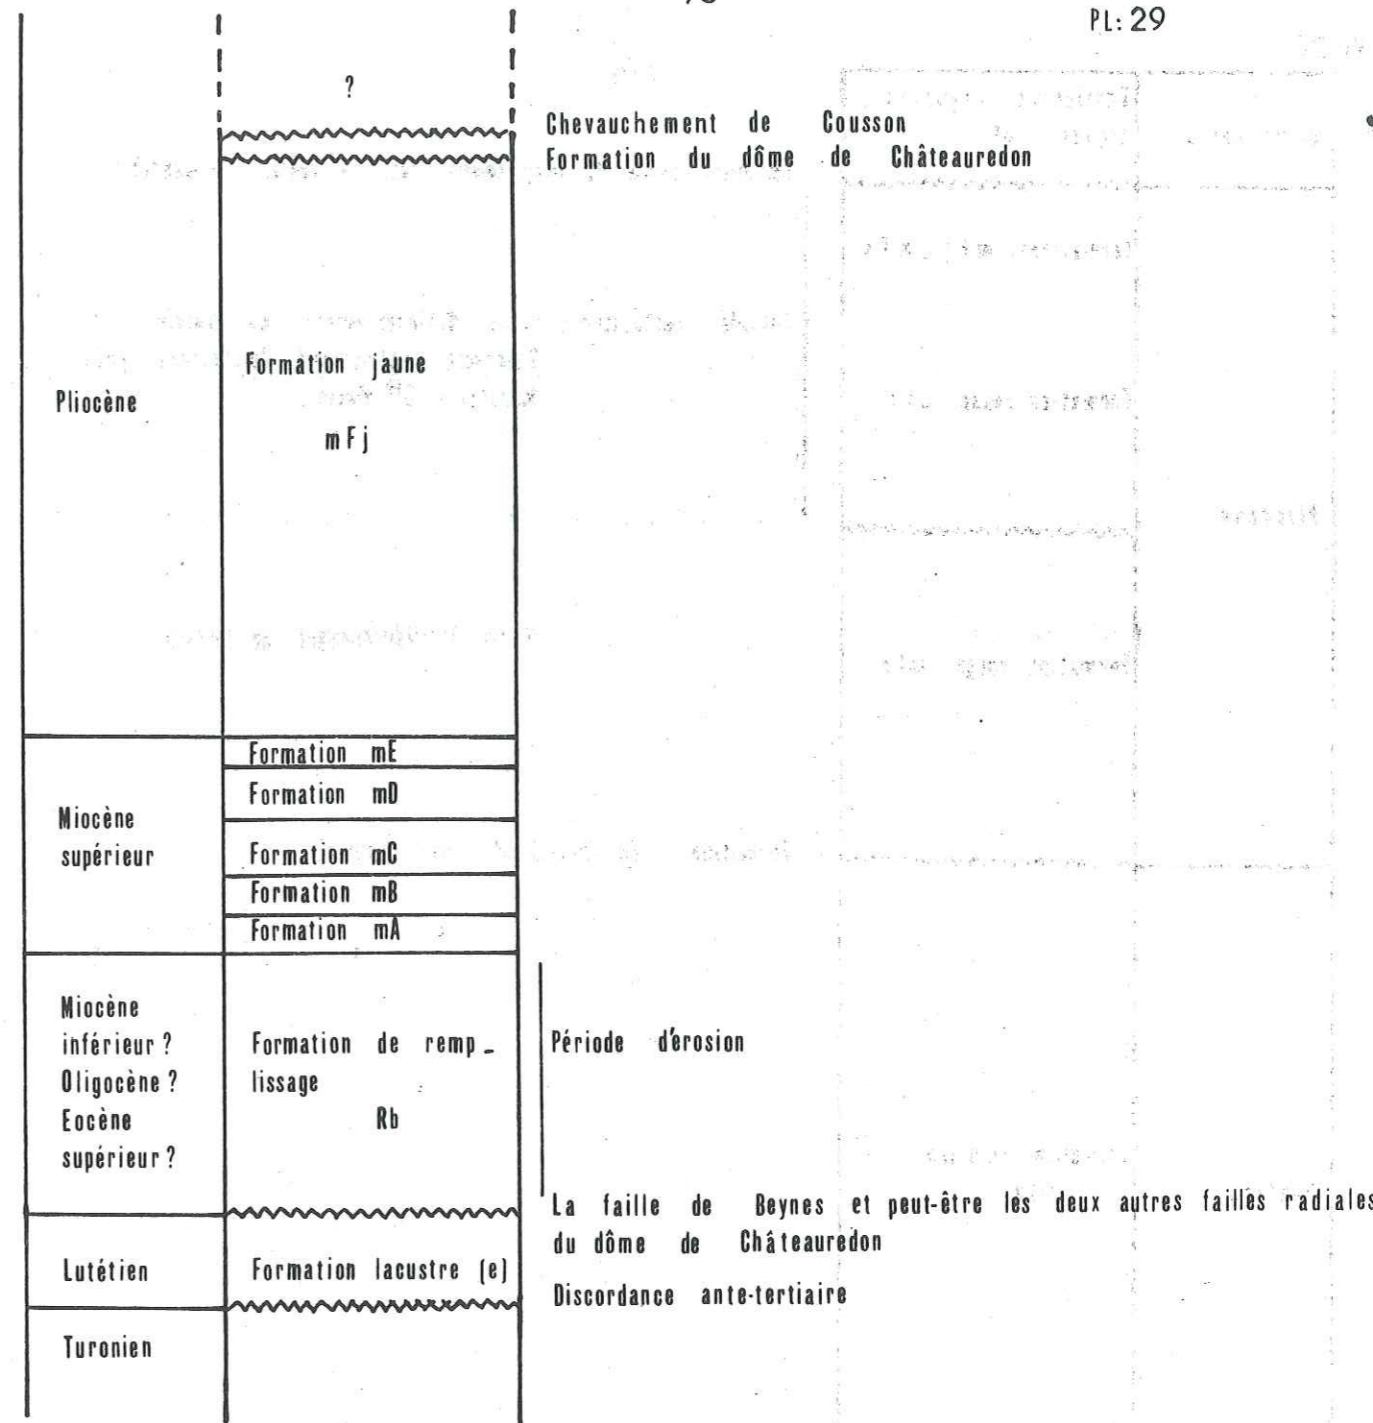 PL: 29
?
Chevauchement de Cousson
Formation du dôme de Châteauredon
Pliocène
Formation jaune
mFj
Miocène
supérieur
Formation mE
Formation mD
Formation mC
Formation mB
Formation mA
Miocène
inférieur ?
Oligocène ?
Eocène
supérieur ?
Formation de remp_
lissage
Rb
Période d'érosion
La faille de Beynes et peut-être les deux autres failles radiales
du dôme de Châteauredon
Lutétien
Formation lacustre (e)
Discordance ante-tertiaire
Turonien